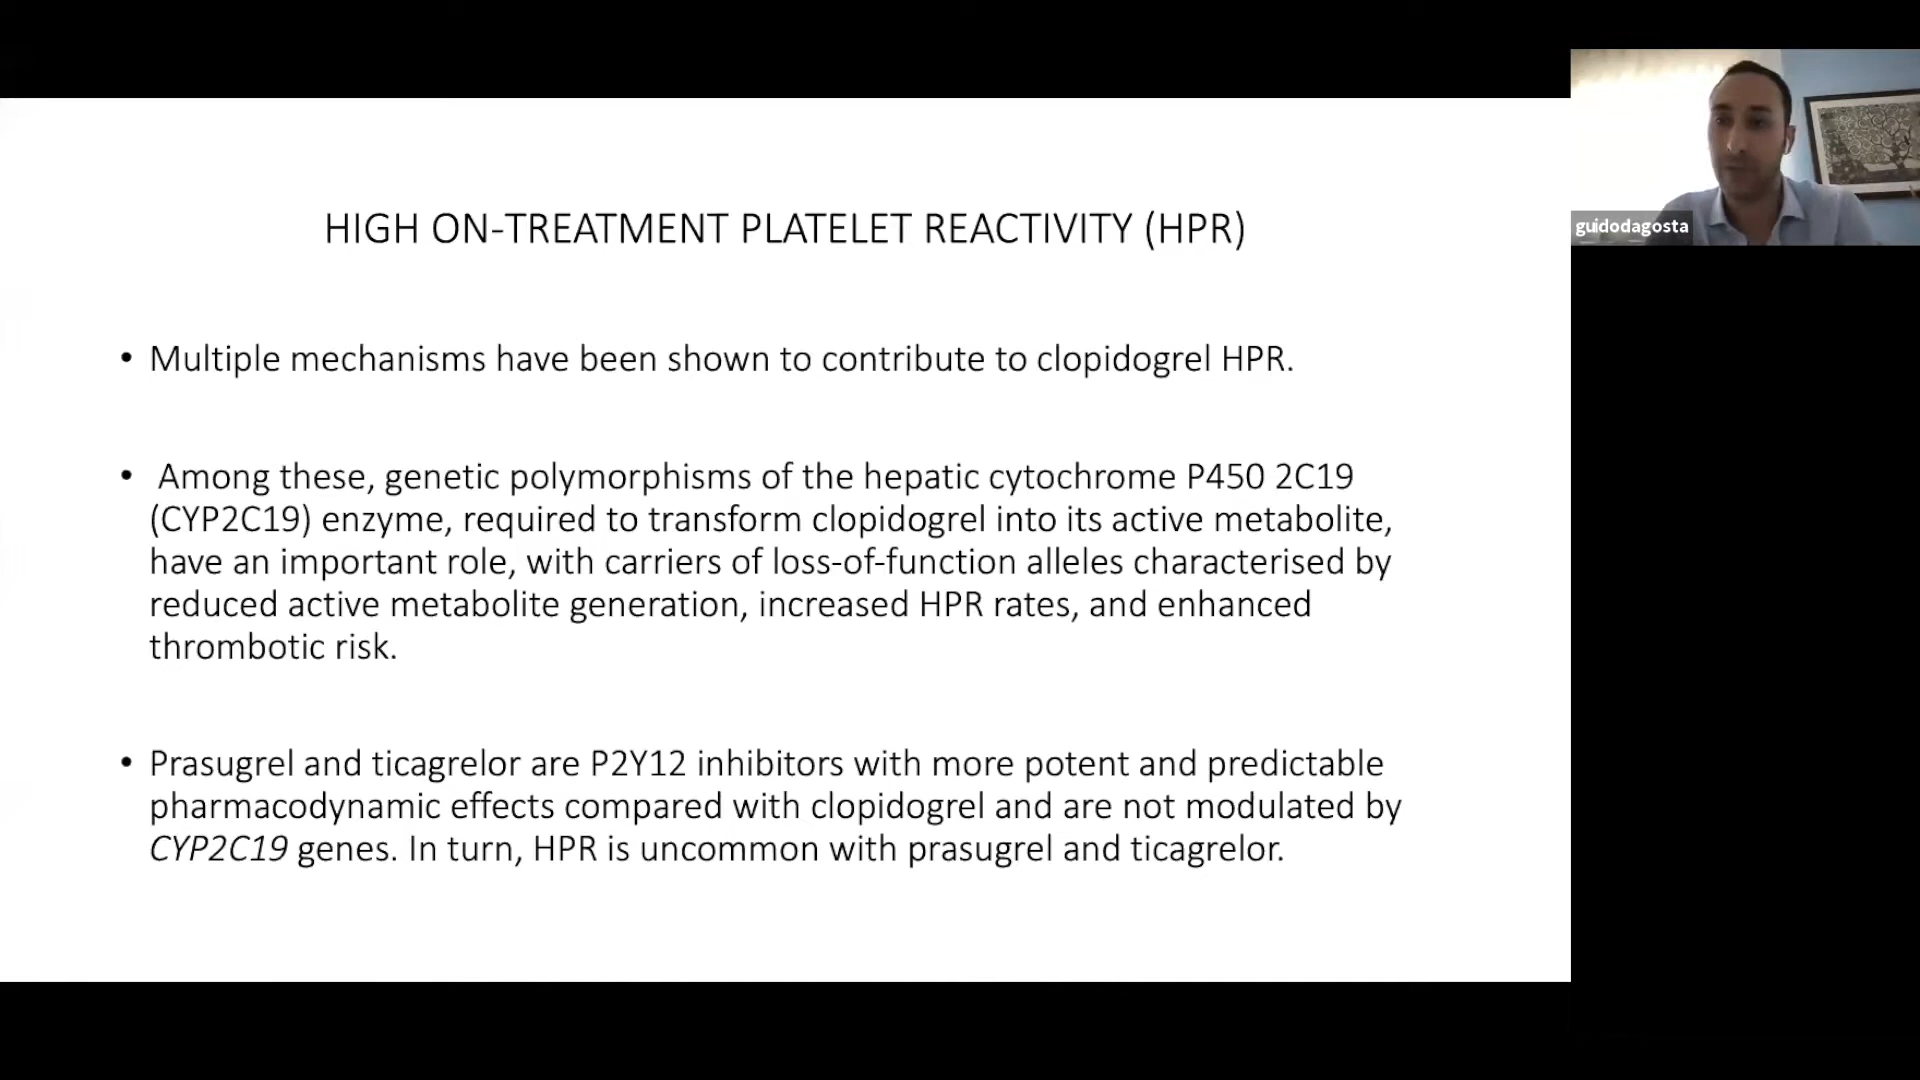 HIGH ON-TREATMENT PLATELET REACTIVITY (HPR)
guidodagosta
• Multiple mechanisms have been shown to contribute to clopidogrel HPR.
• Among these, genetic polymorphisms of the hepatic cytochrome P450 2C19
(CYP2C19) enzyme, required to transform clopidogrel into its active metabolite,
have an important role, with carriers of loss-of-function alleles characterised by
reduced active metabolite generation, increased HPR rates, and enhanced
thrombotic risk.
• Prasugrel and ticagrelor are P2Y12 inhibitors with more potent and predictable
pharmacodynamic effects compared with clopidogrel and are not modulated by
CYP2C19 genes. In turn, HPR is uncommon with prasugrel and ticagrelor.